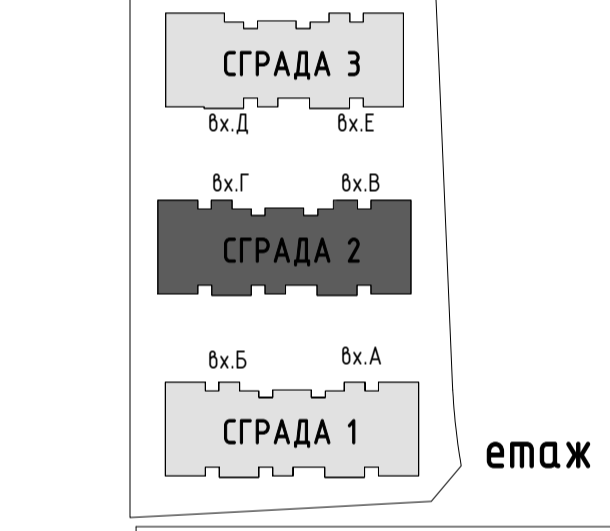 СГРАДА 3
вх.Д вх.Е
вх.Г вх.В
СГРАДА 2
вх.Б вх.А
СГРАДА 1
етаж